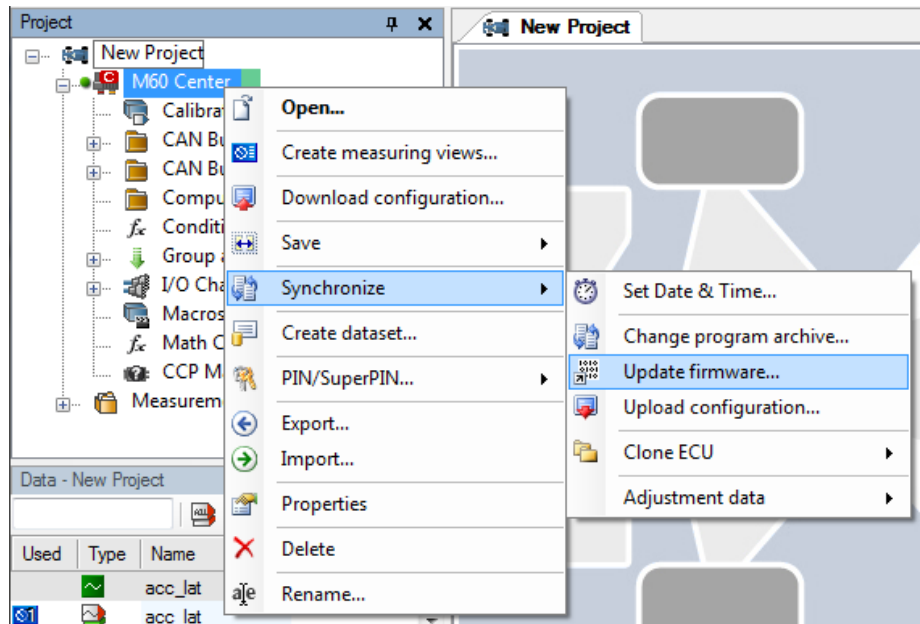 Project
New Project
New Project
M60 Center
Calibra
CAN Bu
CAN Bu
Compu
Conditi
Group a
I/O Cha
Macros
Math C
CCP M
Measurem
Open...
Create measuring views...
Download configuration...
Save
Synchronize
Create dataset...
PIN/SuperPIN...
Export...
Import...
Properties
Delete
Rename...
Set Date & Time...
Change program archive...
Update firmware...
Upload configuration...
Clone ECU
Adjustment data
Data - New Project
Used Type Name
acc_lat
1 acc_lat